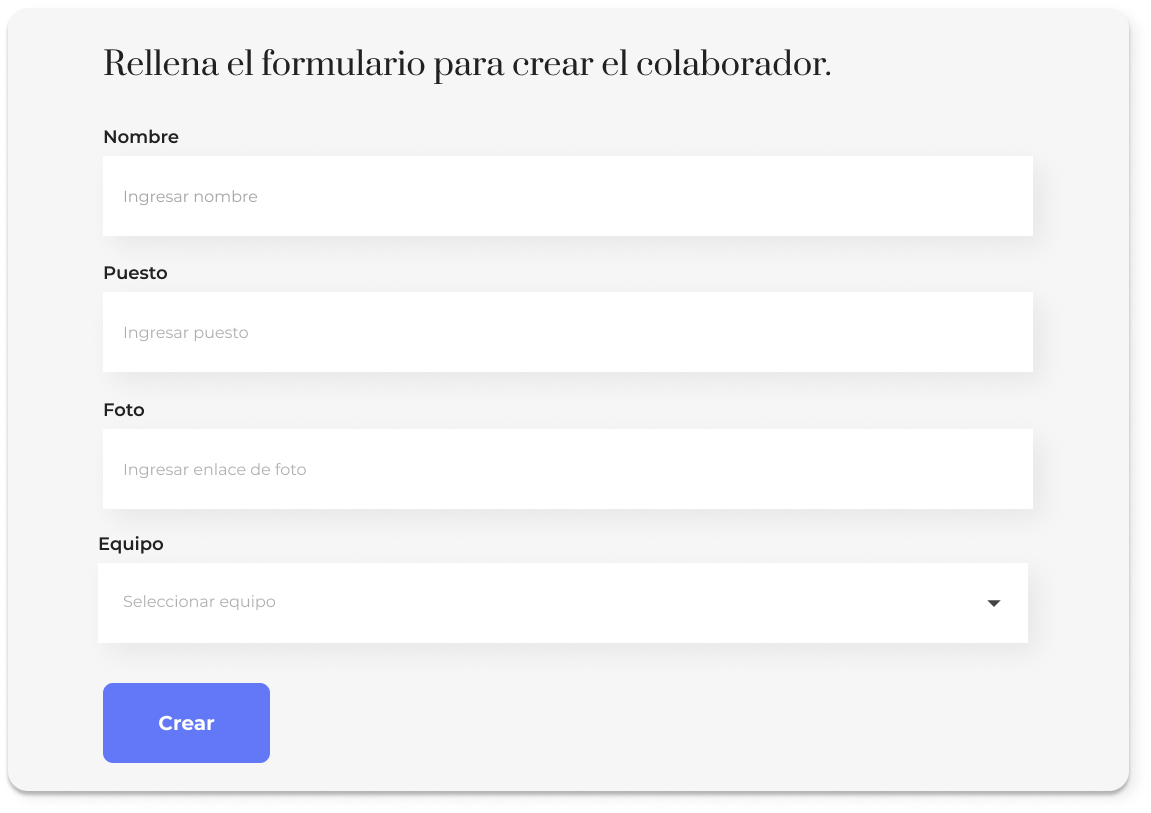 Rellena el formulario para crear el colaborador.
Nombre
Ingresar nombre
Puesto
Ingresar puesto
Foto
Ingresar enlace de foto
Equipo
Seleccionar equipo
Crear